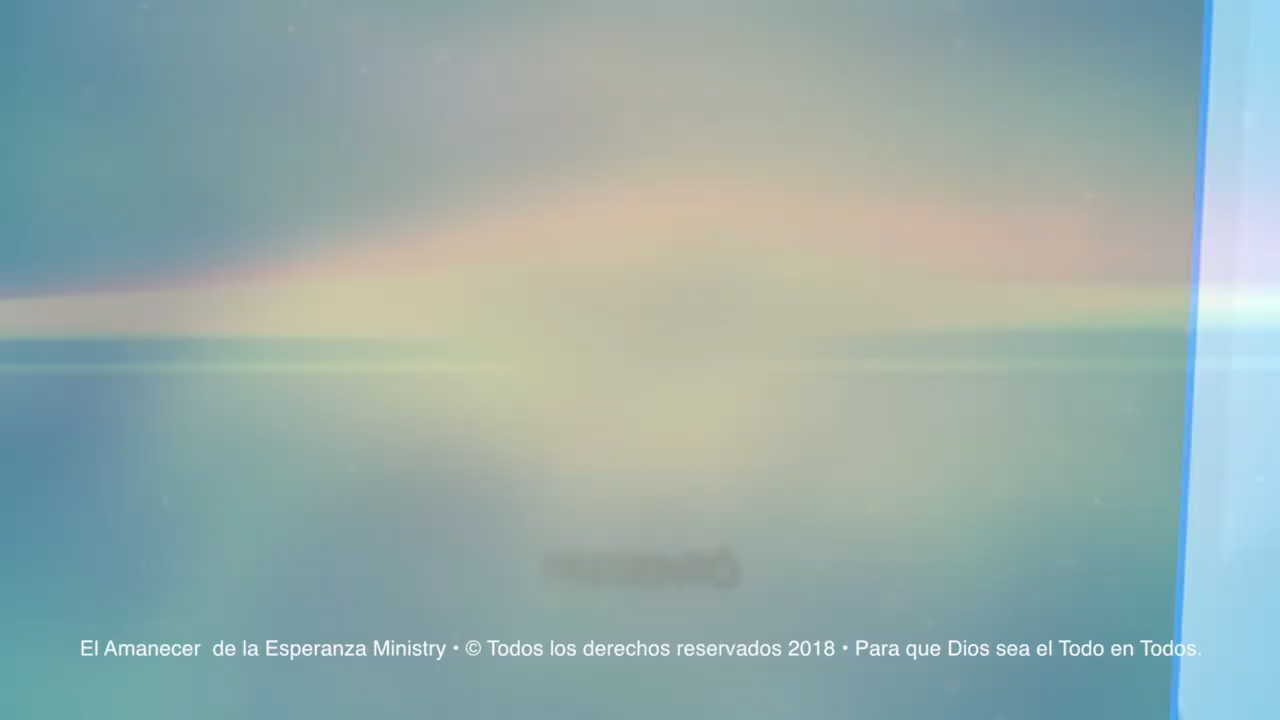 El Amanecer  de la Esperanza Ministry • © Todos los derechos reservados 2018 • Para que Dios sea el Todo en Todos.